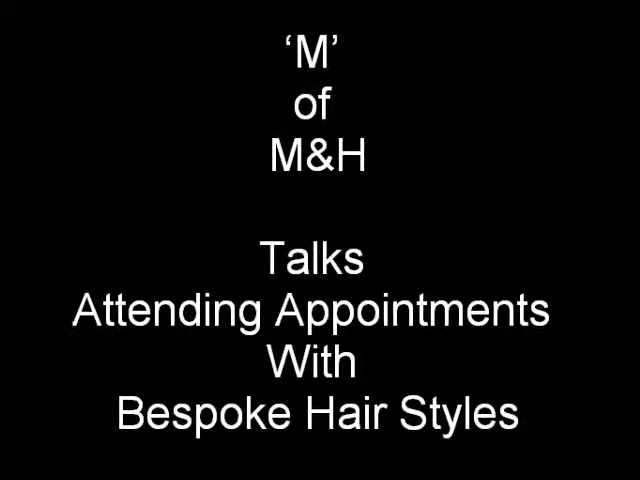 ‘M’
of
M&H
Talks
Attending Appointments
With
Bespoke Hair Styles